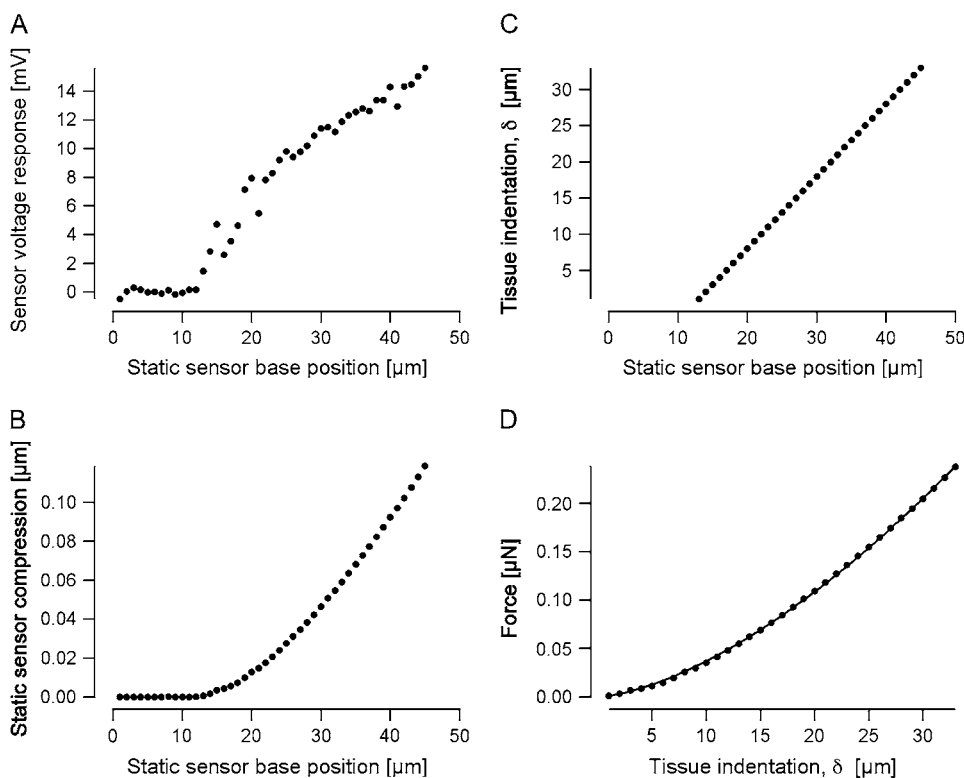 A
Sensor voltage response [mV]
14
12
10
8
6
4
2
0
0 10 20 30 40 50
Static sensor base position [µm]
C
Tissue indentation, δ [µm]
30
20
10
5
0 10 20 30 40 50
Static sensor base position [µm]
B
Static sensor compression [µm]
0.10
0.08
0.06
0.04
0.02
0.00
0 10 20 30 40 50
Static sensor base position [µm]
D
Force [µN]
0.20
0.15
0.10
0.05
0.00
5 10 15 20 25 30
Tissue indentation, δ [µm]